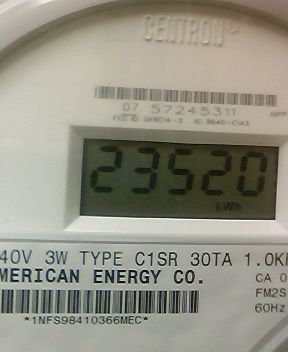 CENTRON®
07 57245311
23520
kWh
40V 3W TYPE C1SR 30TA 1.0K
MERICAN ENERGY CO.
CA 0
FM2S
60Hz
*1NFS98410366MEC*